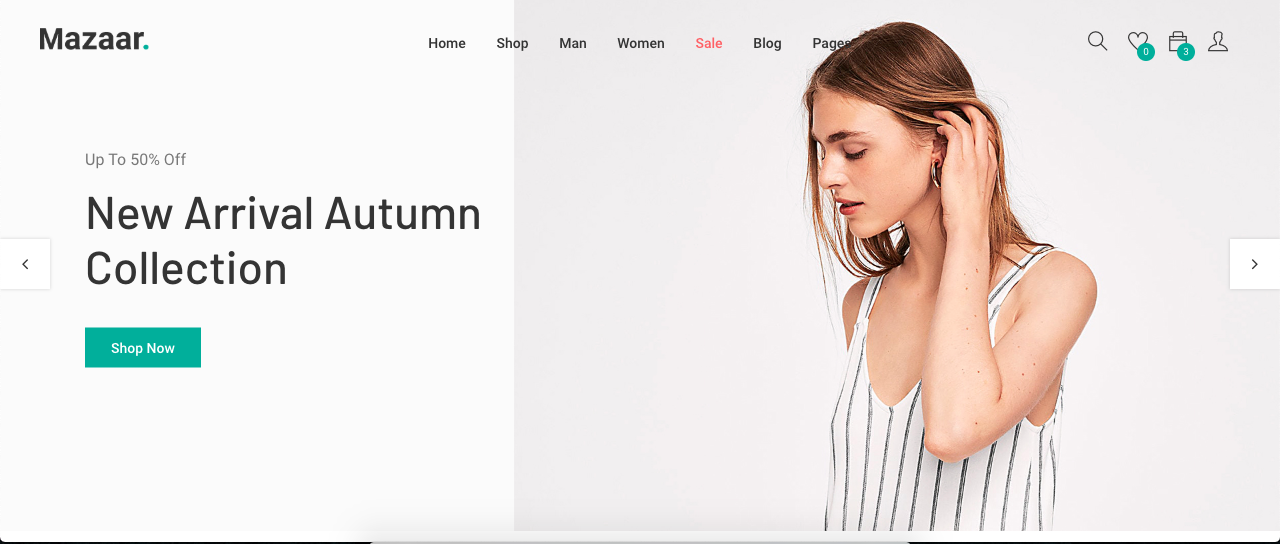 Mazaar.
Home Shop Man Women Sale Blog Pages
0
3
Up To 50% Off
New Arrival Autumn
Collection
Shop Now